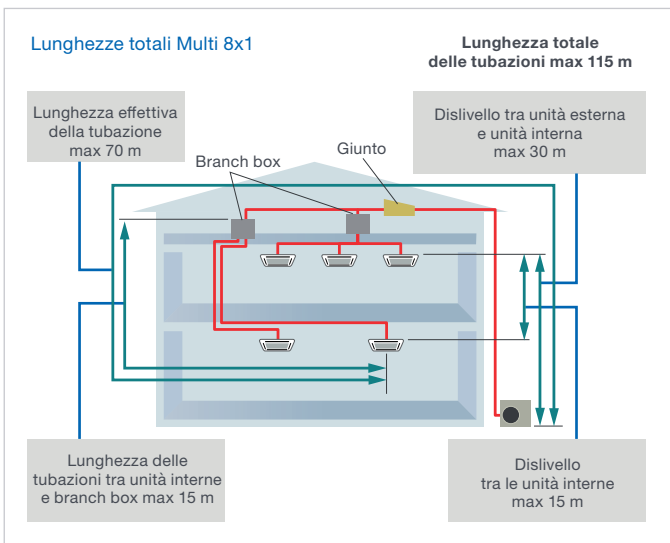 Lunghezze totali Multi 8x1
Lunghezza totale
delle tubazioni max 115 m
Lunghezza effettiva
della tubazione
max 70 m
Dislivello tra unità esterna
e unità interna
max 30 m
Branch box
Giunto
Lunghezza delle
tubazioni tra unità interne
e branch box max 15 m
Dislivello
tra le unità interne
max 15 m